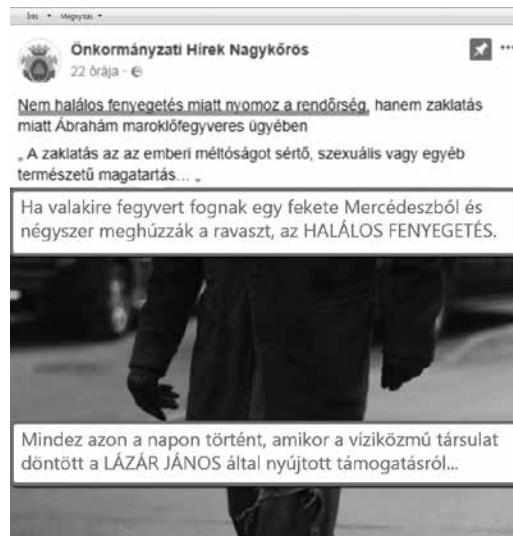 Írás ▾ Megnyitás ▾
Önkormányzati Hírek Nagykőrös
22 órája ·
Nem halálos fenyegetés miatt nyomoz a rendőrség, hanem zaklatás
miatt Ábrahám maroklőfegyveres ügyében
„ A zaklatás az az emberi méltóságot sértő, szexuális vagy egyéb
természetű magatartás... „
Ha valakire fegyvert fognak egy fekete Mercédeszből és
négyszer meghúzzák a ravaszt, az HALÁLOS FENYEGETÉS.
Mindez azon a napon történt, amikor a víziközmű társulat
döntött a LÁZÁR JÁNOS által nyújtott támogatásról...